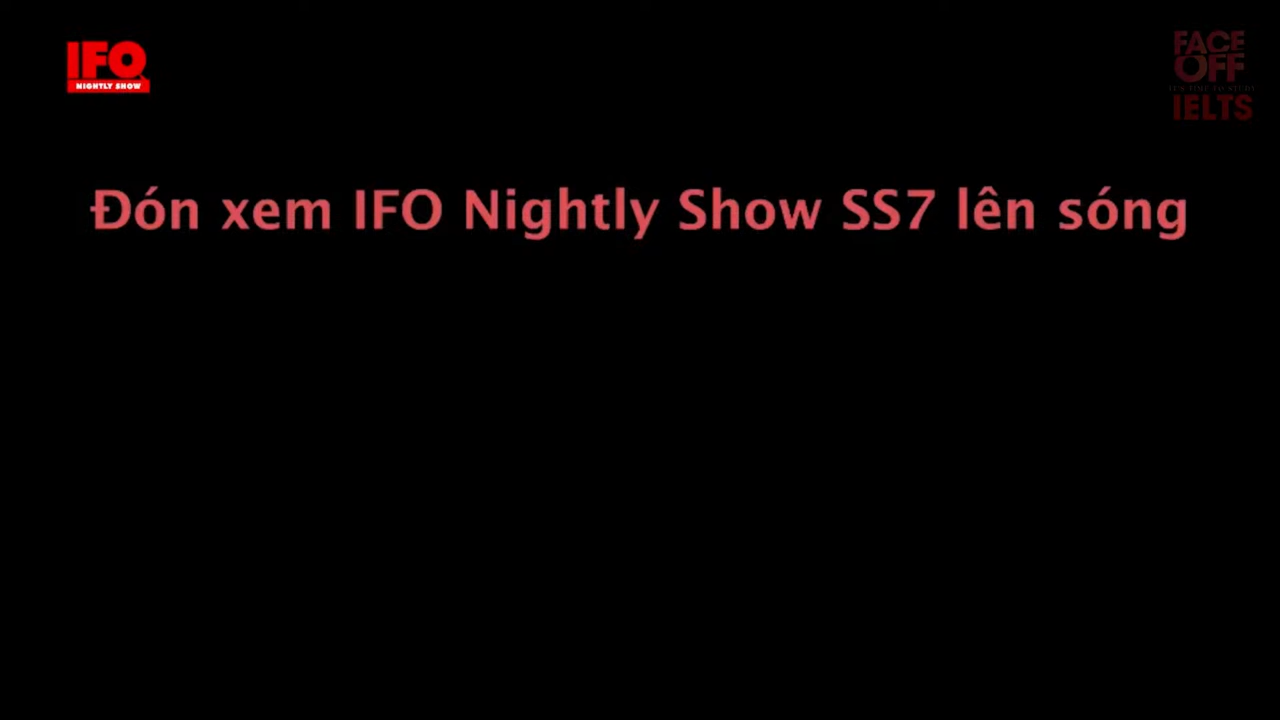 IFO
NIGHTLY SHOW
FACE
OFF
IELTS
Đón xem IFO Nightly Show SS7 lên sóng